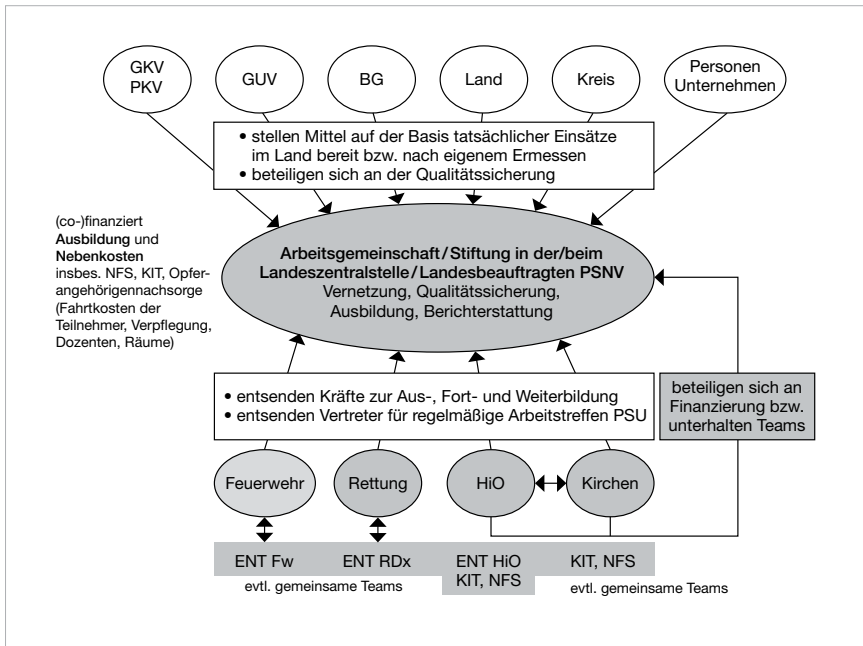 GKV
PKV
GUV
BG
Land
Kreis
Personen
Unternehmen
• stellen Mittel auf der Basis tatsächlicher Einsätze
im Land bereit bzw. nach eigenem Ermessen
• beteiligen sich an der Qualitätssicherung
(co-)finanziert
Ausbildung und
Nebenkosten
insbes. NFS, KIT, Opfer-
angehörigennachsorge
(Fahrtkosten der
Teilnehmer, Verpflegung,
Dozenten, Räume)
Arbeitsgemeinschaft/Stiftung in der/beim
Landeszentralstelle/Landesbeauftragten PSNV
Vernetzung, Qualitätssicherung,
Ausbildung, Berichterstattung
• entsenden Kräfte zur Aus-, Fort- und Weiterbildung
• entsenden Vertreter für regelmäßige Arbeitstreffen PSU
beteiligen sich an
Finanzierung bzw.
unterhalten Teams
Feuerwehr
Rettung
HiO
Kirchen
ENT Fw
ENT RDx
ENT HiO
KIT, NFS
KIT, NFS
evtl. gemeinsame Teams
evtl. gemeinsame Teams